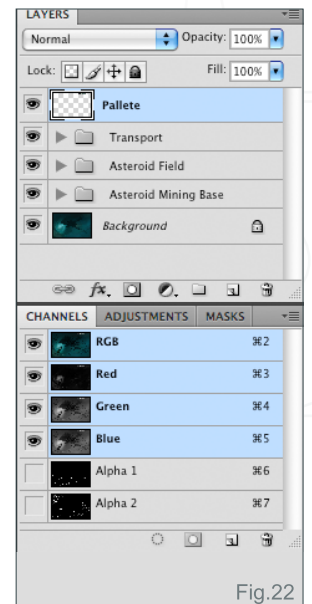 LAYERS
Normal Opacity: 100%
Lock: Fill: 100%
Pallete
Transport
Asteroid Field
Asteroid Mining Base
Background
fx.
CHANNELS ADJUSTMENTS MASKS
RGB ⌘2
Red ⌘3
Green ⌘4
Blue ⌘5
Alpha 1 ⌘6
Alpha 2 ⌘7
Fig.22